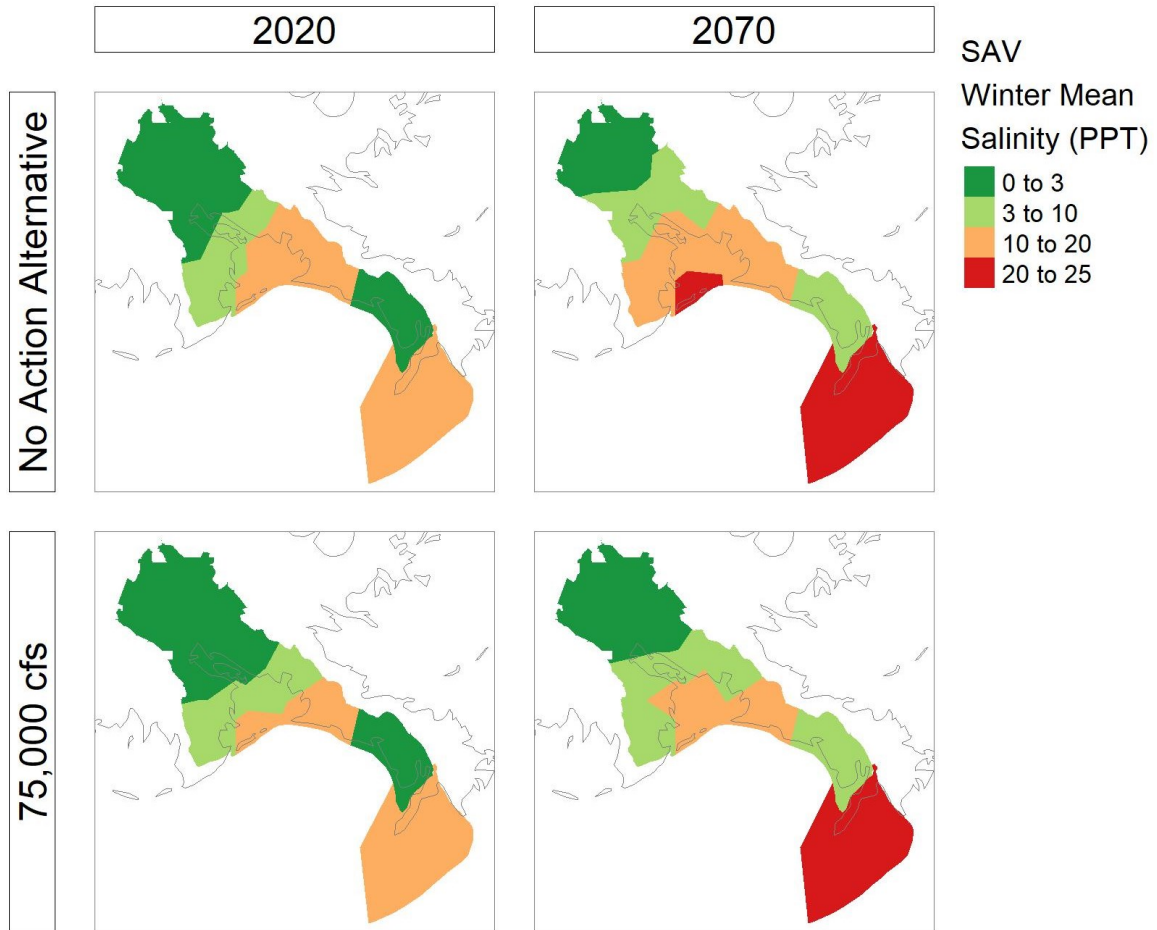 2020
2070
SAV
Winter Mean
Salinity (PPT)
0 to 3
3 to 10
10 to 20
20 to 25
No Action Alternative
75,000 cfs